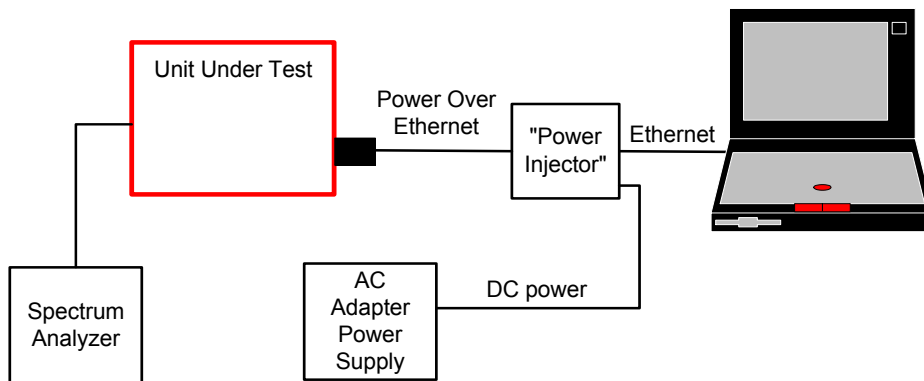 Unit Under Test
Power Over
Ethernet
"Power
Injector"
Ethernet
Spectrum
Analyzer
AC
Adapter
Power
Supply
DC power